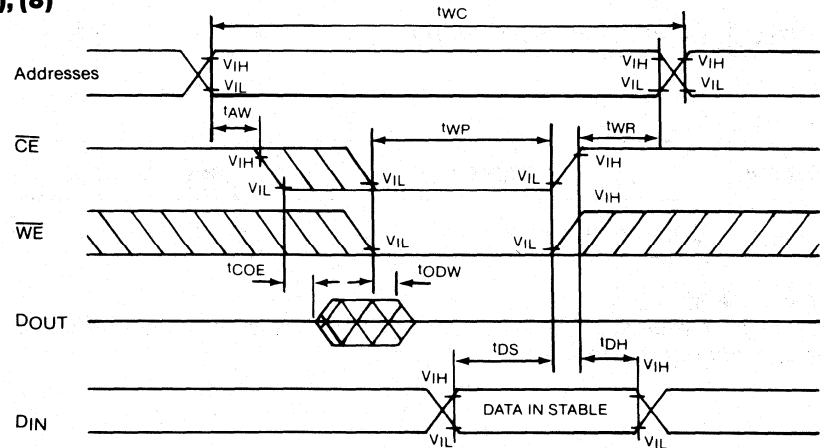 ), (8)
tWC
Addresses
VIH
VIL
VIH
VIL
VIH
VIL
tAW
tWP
tWR
CE
VIH
VIL
VIL
VIL
VIH
WE
VIL
VIL
VIH
tCOE
tODW
DOUT
tDS
tDH
VIH
VIH
DIN
DATA IN STABLE
VIL
VIL